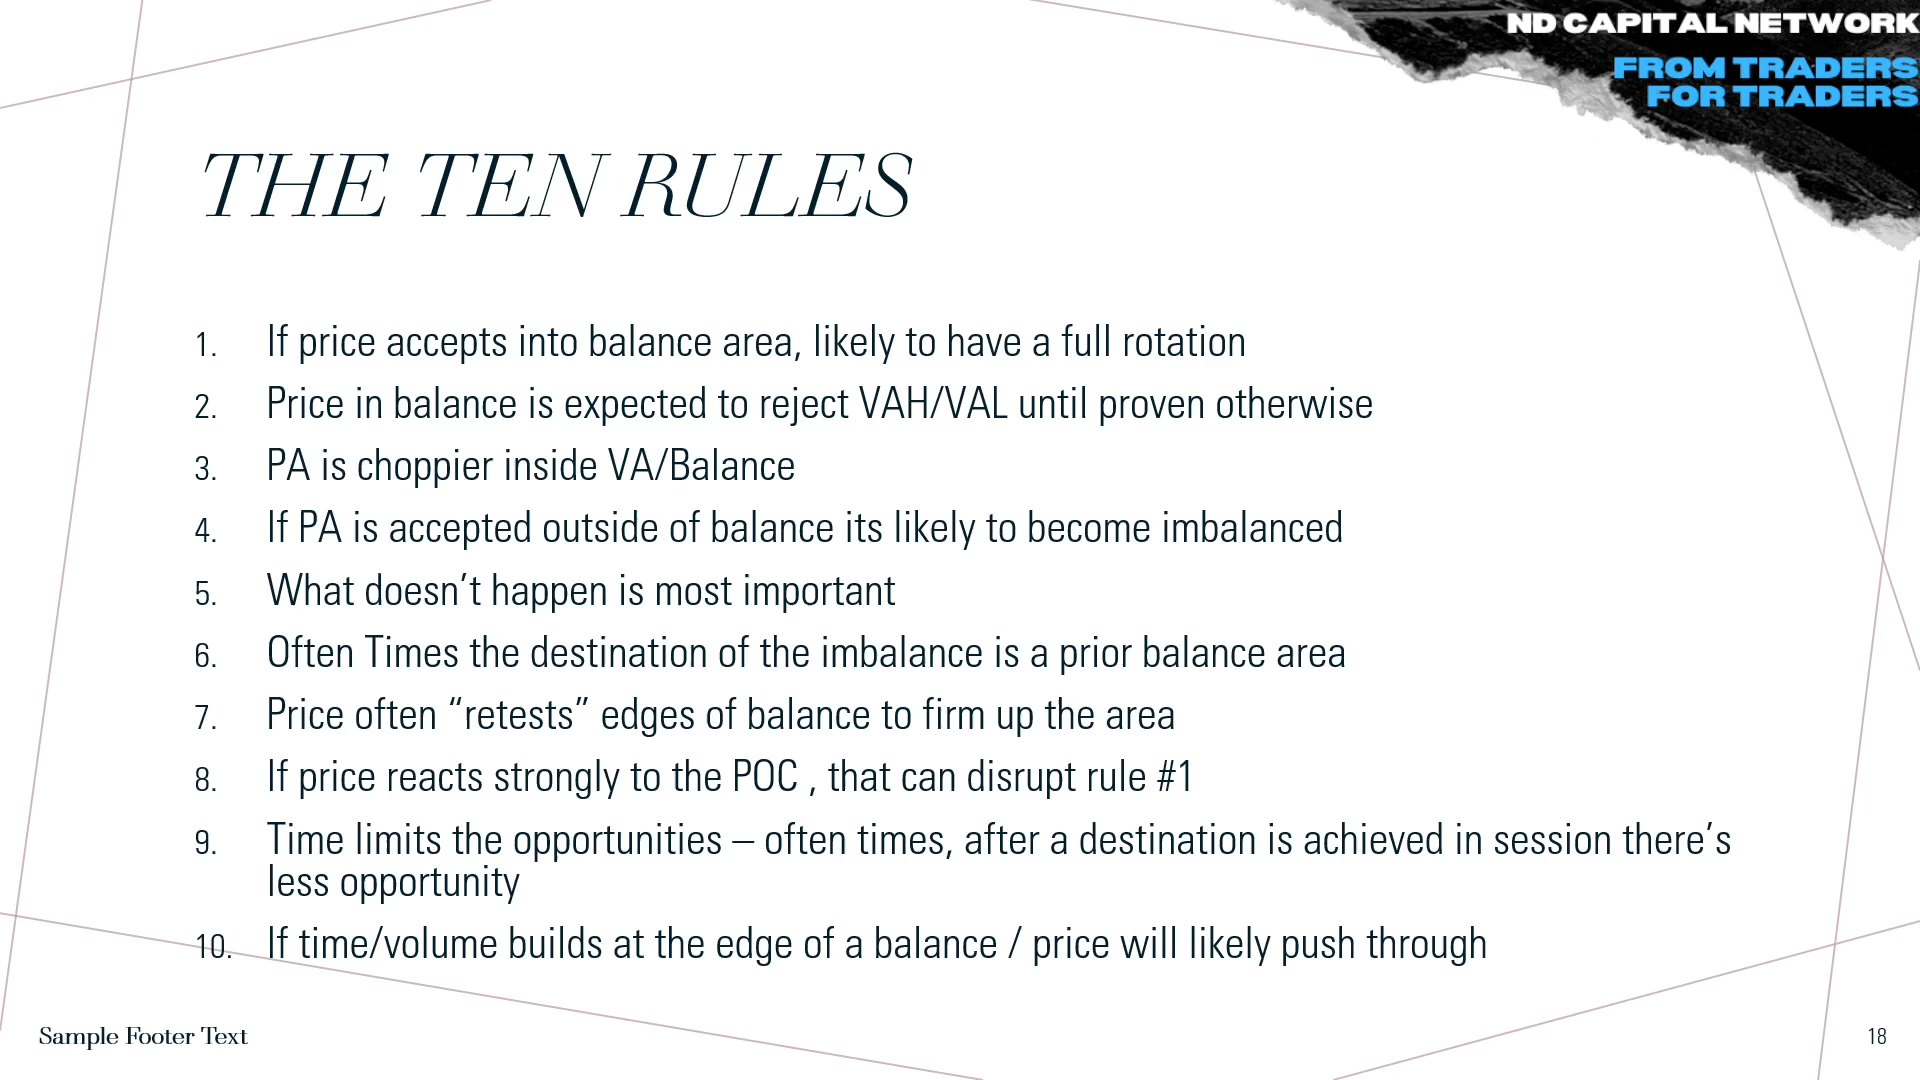 ND CAPITAL NETWORK
FROM TRADERS
FOR TRADERS
THE TEN RULES
1. If price accepts into balance area, likely to have a full rotation
2. Price in balance is expected to reject VAH/VAL until proven otherwise
3. PA is choppier inside VA/Balance
4. If PA is accepted outside of balance its likely to become imbalanced
5. What doesn’t happen is most important
6. Often Times the destination of the imbalance is a prior balance area
7. Price often “retests” edges of balance to firm up the area
8. If price reacts strongly to the POC , that can disrupt rule #1
9. Time limits the opportunities – often times, after a destination is achieved in session there’s
less opportunity
10. If time/volume builds at the edge of a balance / price will likely push through
Sample Footer Text
18